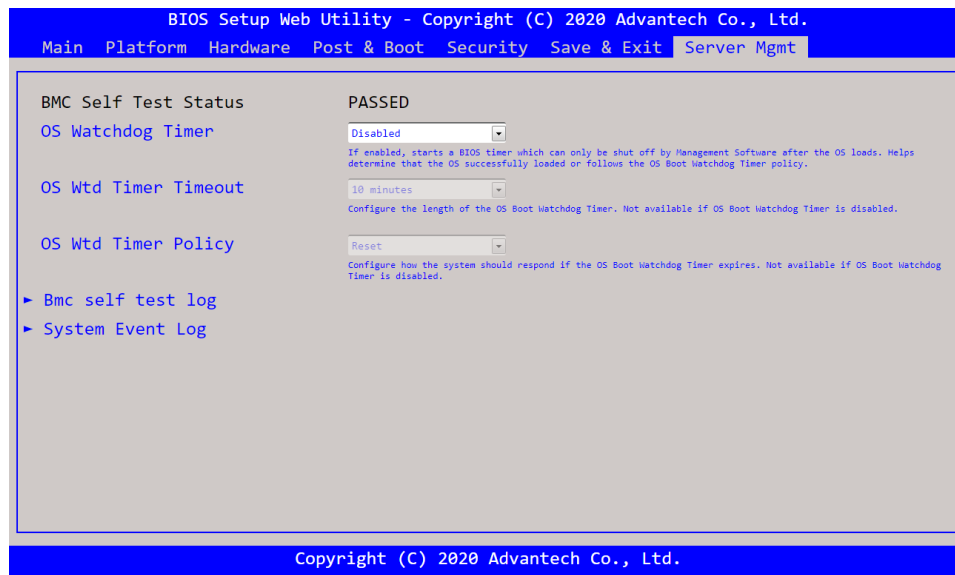 BIOS Setup Web Utility - Copyright (C) 2020 Advantech Co., Ltd.
Main Platform Hardware Post & Boot Security Save & Exit Server Mgmt
BMC Self Test Status PASSED
OS Watchdog Timer Disabled
If enabled, starts a BIOS timer which can only be shut off by Management Software after the OS loads. Helps
determine that the OS successfully loaded or follows the OS Boot Watchdog Timer policy.
OS Wtd Timer Timeout 10 minutes
Configure the length of the OS Boot Watchdog Timer. Not available if OS Boot Watchdog Timer is disabled.
OS Wtd Timer Policy Reset
Configure how the system should respond if the OS Boot Watchdog Timer expires. Not available if OS Boot Watchdog
Timer is disabled.
► Bmc self test log
► System Event Log
Copyright (C) 2020 Advantech Co., Ltd.